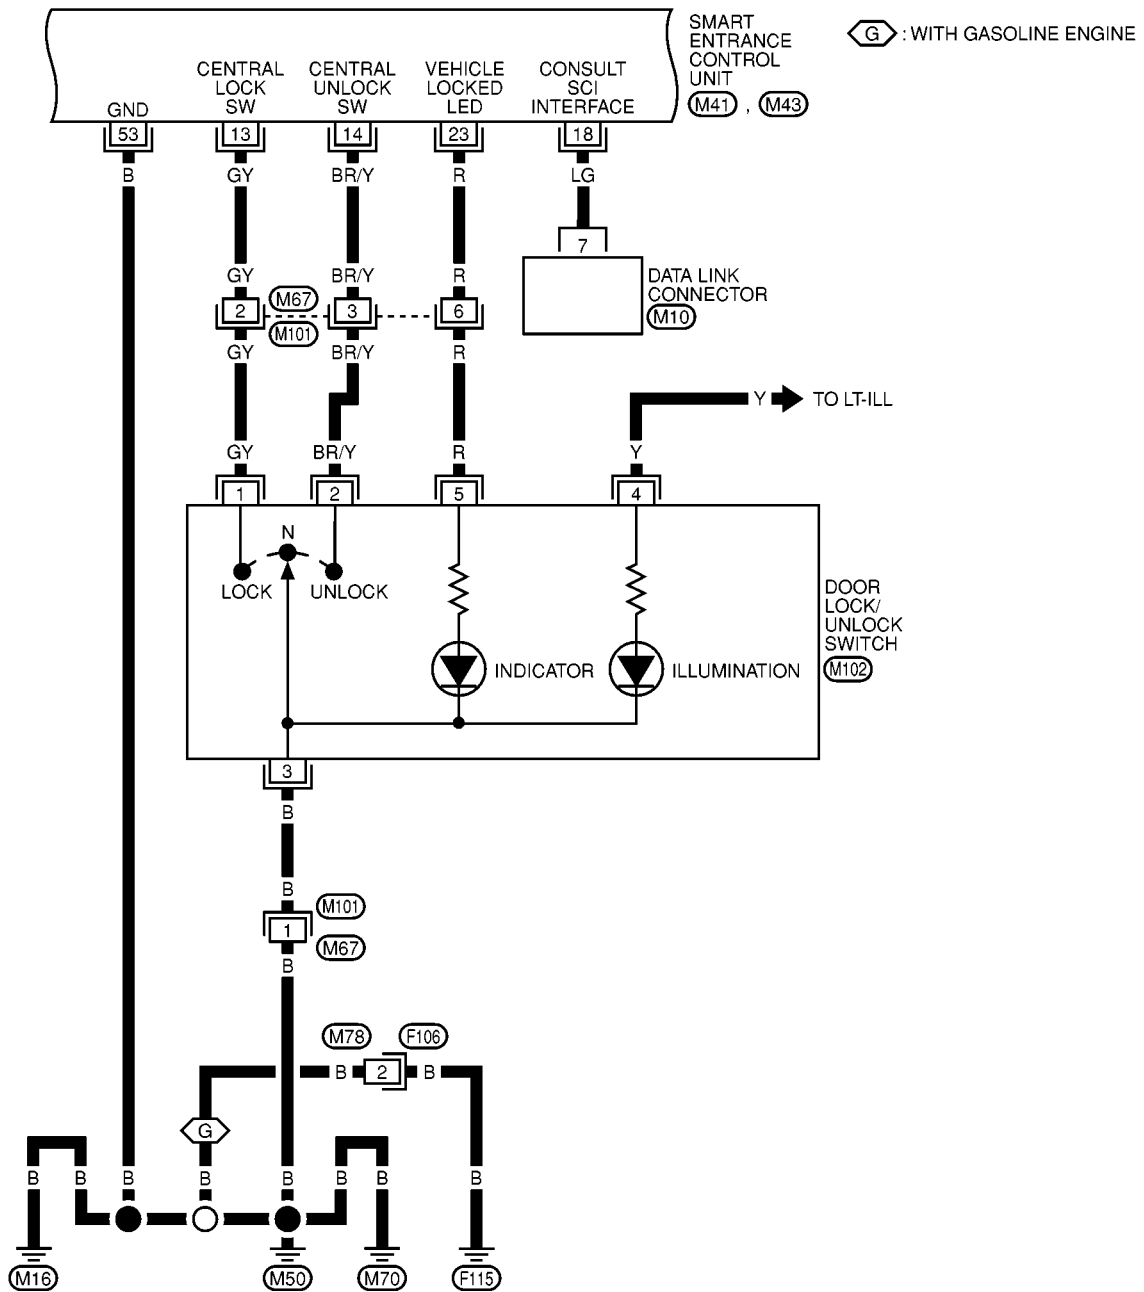 SMART
ENTRANCE
CONTROL
UNIT
M41 , M43
G : WITH GASOLINE ENGINE
GND
CENTRAL
LOCK
SW
CENTRAL
UNLOCK
SW
VEHICLE
LOCKED
LED
CONSULT
SCI
INTERFACE
53 13 14 23 18
B GY BR/Y R LG
7
DATA LINK
CONNECTOR
M10
GY BR/Y R
2 M67 3 6
M101
GY BR/Y R
Y TO LT-ILL
GY BR/Y R Y
1 2 5 4
N
LOCK UNLOCK
INDICATOR ILLUMINATION
DOOR
LOCK/
UNLOCK
SWITCH
M102
3
B
B
M101
1
M67
B
M78 F106
B 2 B
G
B B B B B B B B
M16 M50 M70 F115